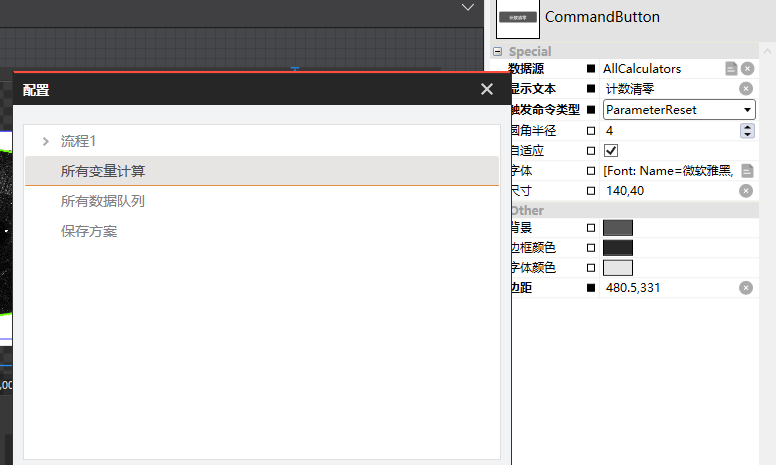 计数清零
CommandButton
Special
数据源 AllCalculators
显示文本 计数清零
触发命令类型 ParameterReset
圆角半径 4
自适应
字体 [Font: Name=微软雅黑,
尺寸 140,40
Other
背景
边框颜色
字体颜色
边距 480.5,331
配置
流程1
所有变量计算
所有数据队列
保存方案
,00